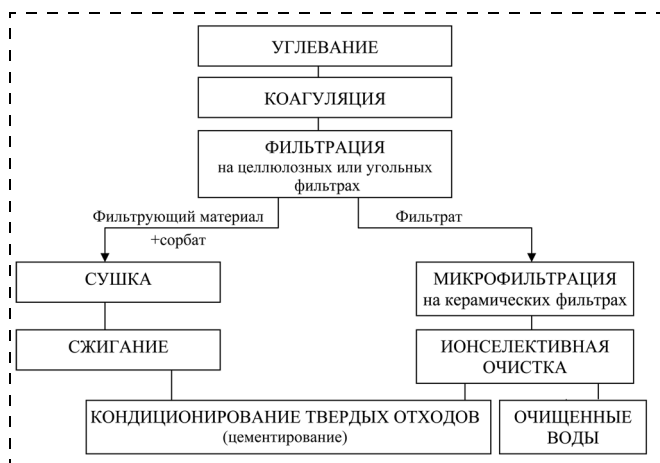 УГЛЕВАНИЕ
КОАГУЛЯЦИЯ
ФИЛЬТРАЦИЯ
на целлюлозных или угольных
фильтрах
Фильтрующий материал
+сорбат
Фильтрат
СУШКА
МИКРОФИЛЬТРАЦИЯ
на керамических фильтрах
СЖИГАНИЕ
ИОНСЕЛЕКТИВНАЯ
ОЧИСТКА
КОНДИЦИОНИРОВАНИЕ ТВЕРДЫХ ОТХОДОВ
(цементирование)
ОЧИЩЕННЫЕ
ВОДЫ